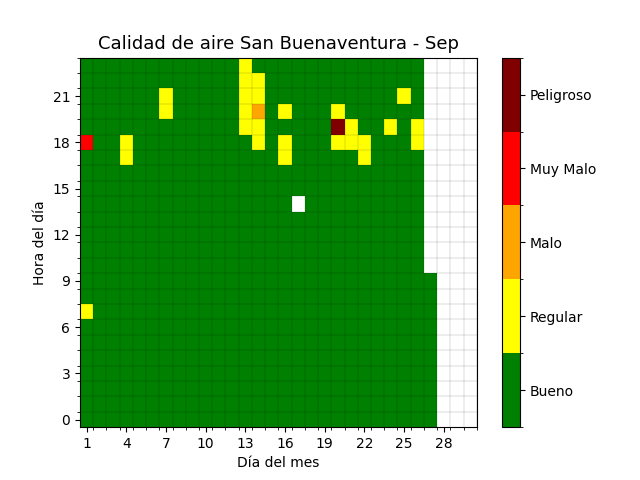 Calidad de aire San Buenaventura - Sep
Hora del día
21
18
15
12
9
6
3
0
1 4 7 10 13 16 19 22 25 28
Día del mes
Peligroso
Muy Malo
Malo
Regular
Bueno